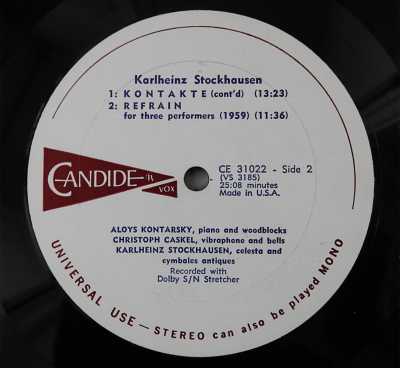 Karlheinz Stockhausen
1: KONTAKTE (cont'd) (13:23)
2: REFRAIN
for three performers (1959) (11:36)
CANDIDE
VOX
CE 31022 - Side 2
(VS 3185)
25:08 minutes
Made in U.S.A.
ALOYS KONTARSKY, piano and woodblocks
CHRISTOPH CASKEL, vibraphone and bells
KARLHEINZ STOCKHAUSEN, celesta and
cymbales antiques
Recorded with
Dolby S/N Stretcher
UNIVERSAL USE — STEREO can also be played MONO